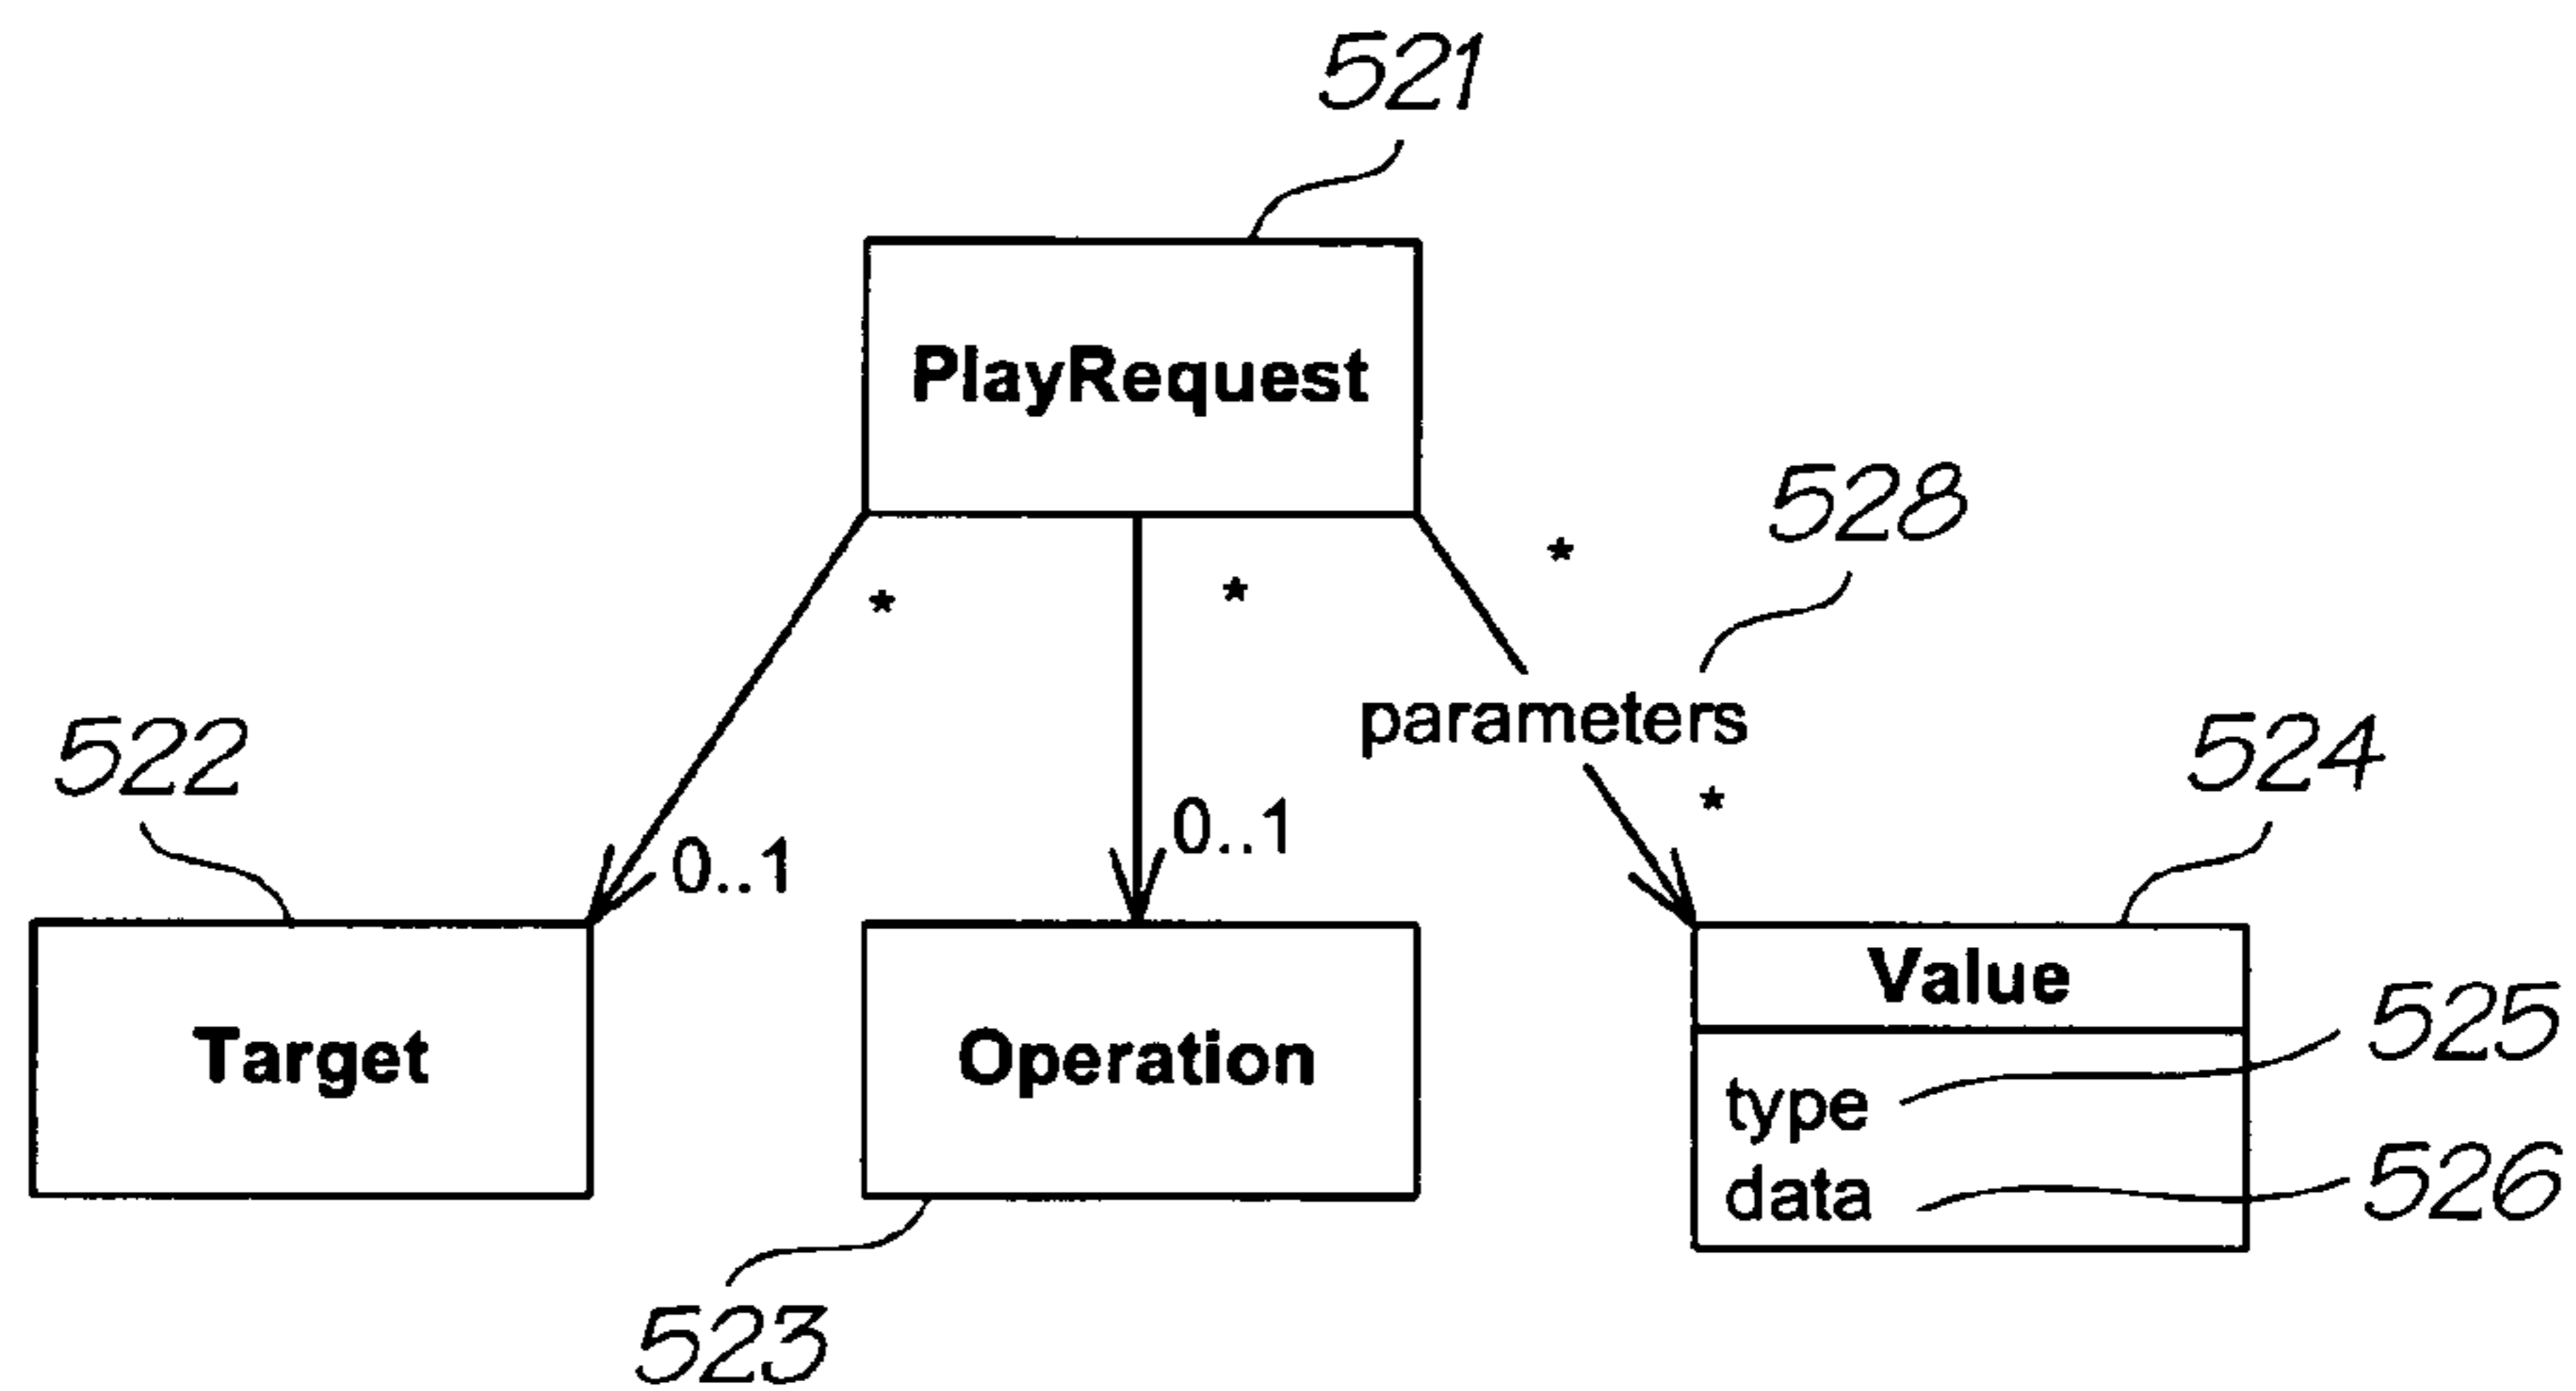 521
PlayRequest
528
*
*
*
parameters
522
524
*
0..1
0..1
Value
525
Target
Operation
type
data
526
523